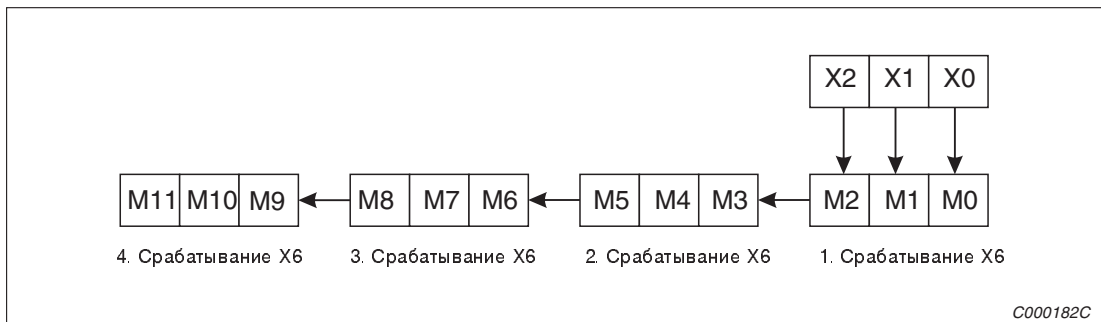 X2 X1 X0
M11 M10 M9 M8 M7 M6 M5 M4 M3 M2 M1 M0
4. Срабатывание X6 3. Срабатывание X6 2. Срабатывание X6 1. Срабатывание X6
C000182C